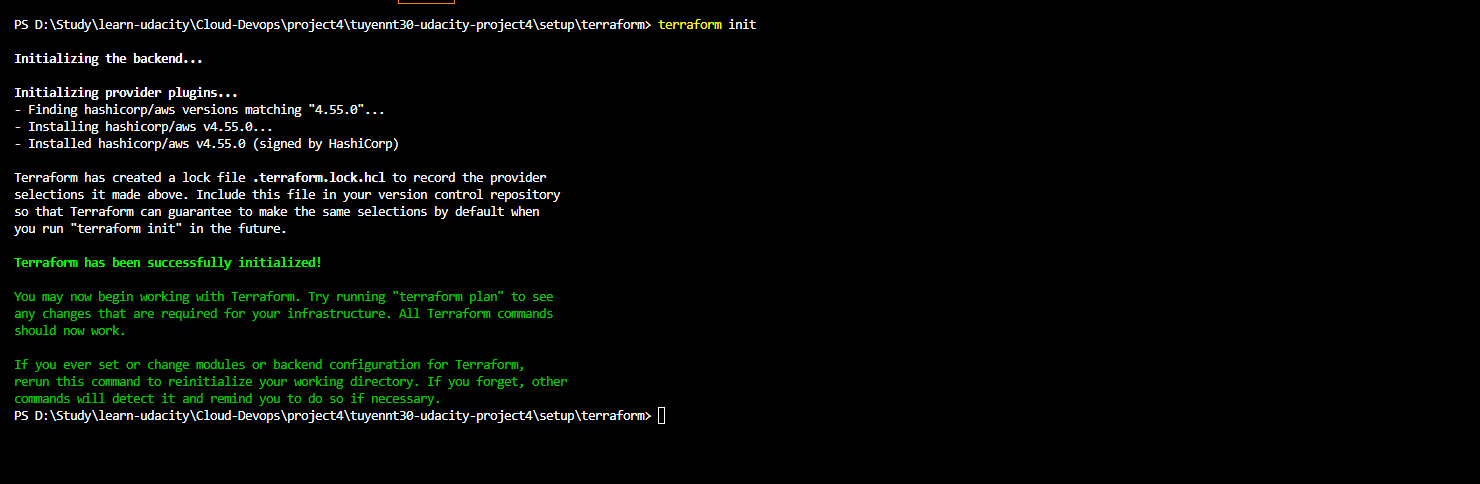 PS D:\Study\learn-udacity\Cloud-Devops\project4\tuyennt30-udacity-project4\setup\terraform> terraform init
Initializing the backend...
Initializing provider plugins...
- Finding hashicorp/aws versions matching "4.55.0"...
- Installing hashicorp/aws v4.55.0...
- Installed hashicorp/aws v4.55.0 (signed by HashiCorp)
Terraform has created a lock file .terraform.lock.hcl to record the provider
selections it made above. Include this file in your version control repository
so that Terraform can guarantee to make the same selections by default when
you run "terraform init" in the future.
Terraform has been successfully initialized!
You may now begin working with Terraform. Try running "terraform plan" to see
any changes that are required for your infrastructure. All Terraform commands
should now work.
If you ever set or change modules or backend configuration for Terraform,
rerun this command to reinitialize your working directory. If you forget, other
commands will detect it and remind you to do so if necessary.
PS D:\Study\learn-udacity\Cloud-Devops\project4\tuyennt30-udacity-project4\setup\terraform>